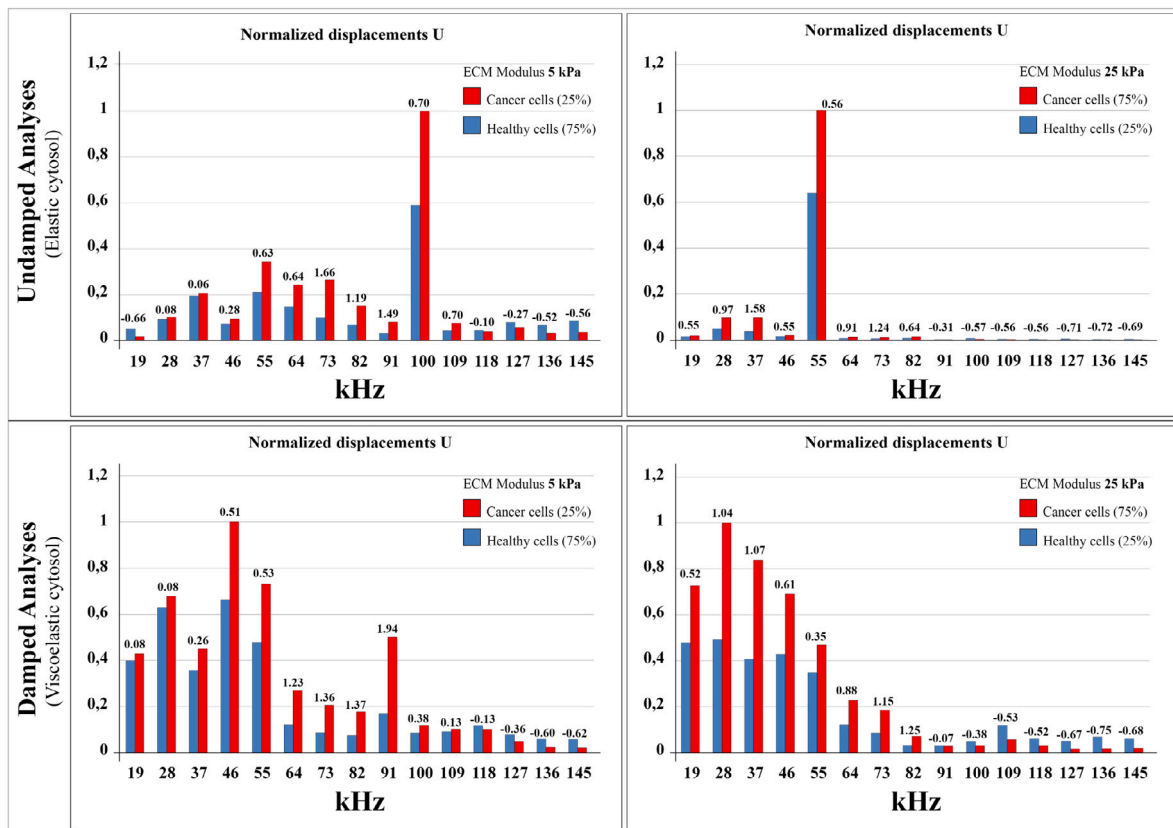 Undamped Analyses
(Elastic cytosol)
Normalized displacements U
ECM Modulus 5 kPa
Cancer cells (25%)
Healthy cells (75%)
1,2
1
0,8
0,6
0,4
0,2
0
-0.66 0.08 0.06 0.28 0.63 0.64 1.66 1.19 1.49 0.70 0.70 -0.10 -0.27 -0.52 -0.56
19 28 37 46 55 64 73 82 91 100 109 118 127 136 145
kHz
Normalized displacements U
ECM Modulus 25 kPa
Cancer cells (75%)
Healthy cells (25%)
1,2
1
0,8
0,6
0,4
0,2
0
0.55 0.97 1.58 0.55 0.56 0.91 1.24 0.64 -0.31 -0.57 -0.56 -0.56 -0.71 -0.72 -0.69
19 28 37 46 55 64 73 82 91 100 109 118 127 136 145
kHz
Damped Analyses
(Viscoelastic cytosol)
Normalized displacements U
ECM Modulus 5 kPa
Cancer cells (25%)
Healthy cells (75%)
1,2
1
0,8
0,6
0,4
0,2
0
0.08 0.08 0.26 0.51 0.53 1.23 1.36 1.37 1.94 0.38 0.13 -0.13 -0.36 -0.60 -0.62
19 28 37 46 55 64 73 82 91 100 109 118 127 136 145
kHz
Normalized displacements U
ECM Modulus 25 kPa
Cancer cells (75%)
Healthy cells (25%)
1,2
1
0,8
0,6
0,4
0,2
0
0.52 1.04 1.07 0.61 0.35 0.88 1.15 1.25 -0.07 -0.38 -0.53 -0.52 -0.67 -0.75 -0.68
19 28 37 46 55 64 73 82 91 100 109 118 127 136 145
kHz